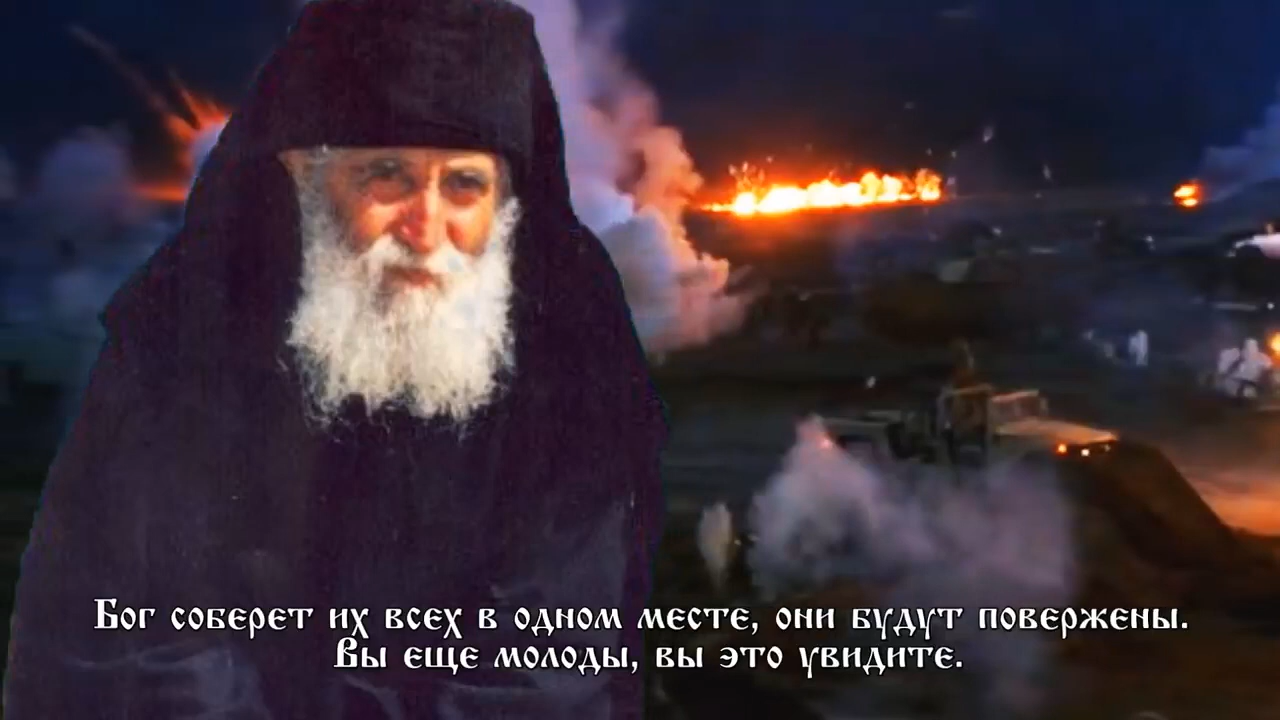 Бог соберет их всех в одном месте, они будут повержены.
Вы еще молоды, вы это увидите.